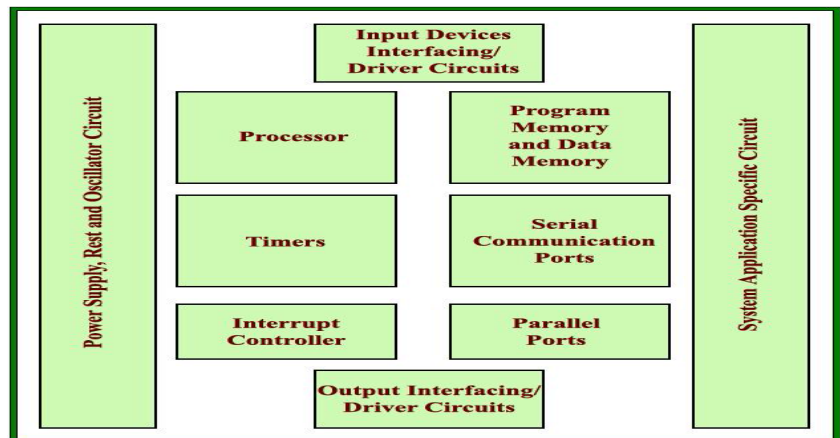 Power Supply, Rest and Oscillator Circuit
Input Devices
Interfacing/
Driver Circuits
Processor
Program
Memory
and Data
Memory
Timers
Serial
Communication
Ports
Interrupt
Controller
Parallel
Ports
Output Interfacing/
Driver Circuits
System Application Specific Circuit